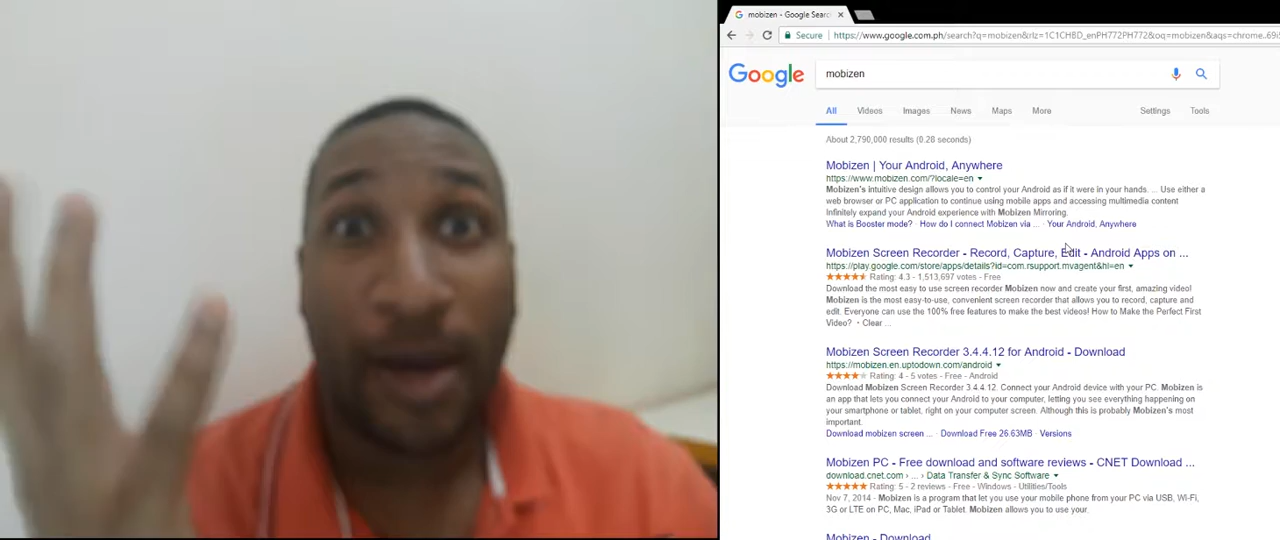 mobizen - Google Sear
Secure
https://www.google.com.ph/search?q=mobizen&rlz=1C1CHBD_enPH772PH772&oq=mobizen&aqs=chrome..69i5
Google
mobizen
All Videos Images News Maps More Settings Tools
About 2,790,000 results (0.28 seconds)
Mobizen | Your Android, Anywhere
https://www.mobizen.com/?locale=en
Mobizen's intuitive design allows you to control your Android as if it were in your hands. ... Use either a
web browser or PC application to continue using mobile apps and accessing multimedia content
Infinitely expand your Android experience with Mobizen Mirroring.
What is Booster mode? · How do I connect Mobizen via ... · Your Android, Anywhere
Mobizen Screen Recorder - Record, Capture, Edit - Android Apps on ...
https://play.google.com/store/apps/details?id=com.rsupport.mvagent&hl=en
Rating: 4.3 - 1,513,697 votes - Free
Download the most easy to use screen recorder Mobizen now and create your first, amazing video!
Mobizen is the most easy-to-use, convenient screen recorder that allows you to record, capture and
edit. Everyone can use the 100% free features to make the best videos! How to Make the Perfect First
Video? • Clear ...
Mobizen Screen Recorder 3.4.4.12 for Android - Download
https://mobizen.en.uptodown.com/android
Rating: 4 - 5 votes - Free - Android
Download Mobizen Screen Recorder 3.4.4.12. Connect your Android device with your PC. Mobizen is
an app that lets you connect your Android to your computer, letting you see everything happening on
your smartphone or tablet, right on your computer screen. Although this is probably Mobizen's most
important.
Download mobizen screen ... · Download Free 26.63MB · Versions
Mobizen PC - Free download and software reviews - CNET Download ...
download.cnet.com › ... › Data Transfer & Sync Software
Rating: 5 - 2 reviews - Free - Windows - Utilities/Tools
Nov 7, 2014 - Mobizen is a program that let you use your mobile phone from your PC via USB, Wi-Fi,
3G or LTE on PC, Mac, iPad or Tablet. Mobizen allows you to use your.
Mobizen - Download